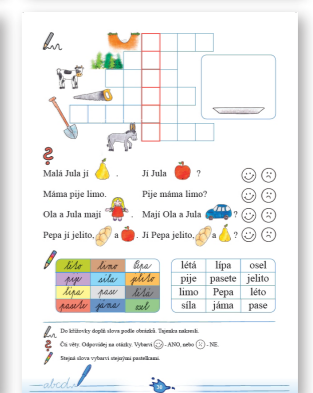 Malá Jula jí .
Jí Jula ?
Máma pije limo.
Pije máma limo?
Ola a Jula mají .
Mají Ola a Jula ?
Pepa jí jelito, a .
Jí Pepa jelito, a ?
léto limo lípa
pije síla jelito
lípa pase létá
pasete jáma osel
létá lípa osel
pije pasete jelito
limo Pepa léto
síla jáma pase
Do křížovky doplň slova podle obrázků. Tajenku nakresli.
Čti věty. Odpovídej na otázky. Vybarvi - ANO, nebo - NE.
Stejná slova vybarvi stejnými pastelkami.
abcd
38